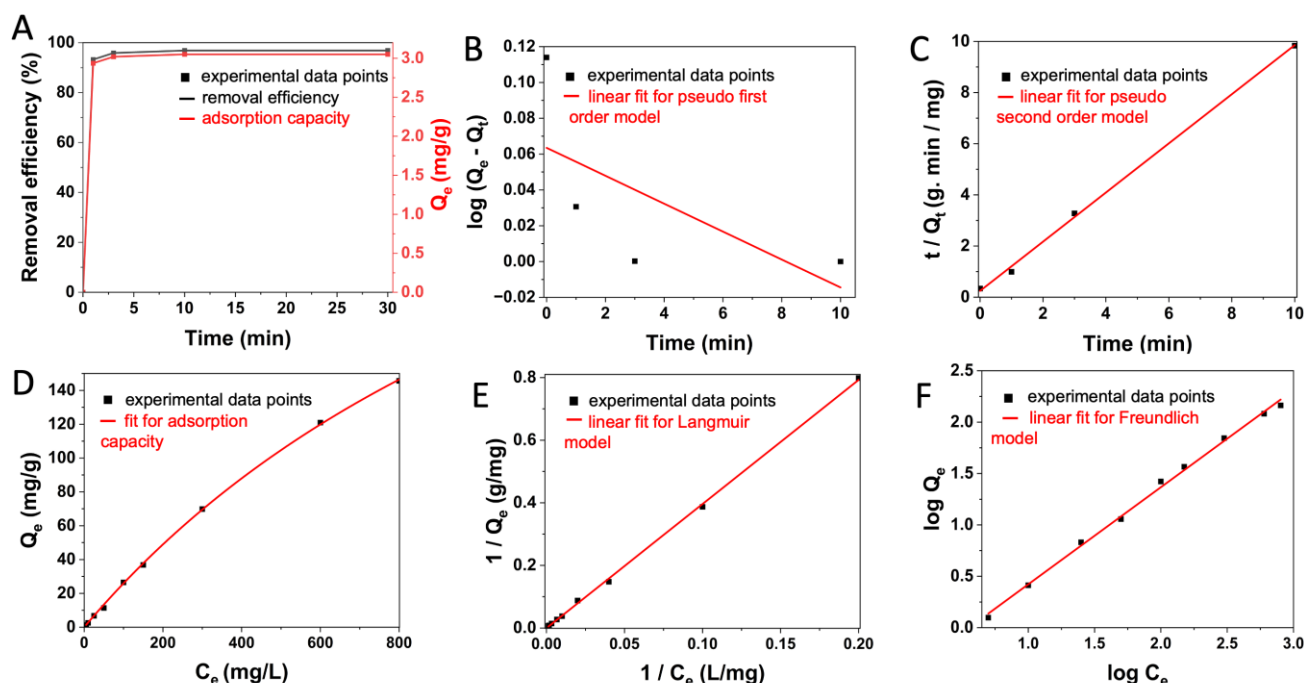 A
Removal efficiency (%)
100
80
60
40
20
0
experimental data points
removal efficiency
adsorption capacity
3.0
2.5
2.0
1.5
1.0
0.5
0.0
Qe (mg/g)
0 5 10 15 20 25 30
Time (min)
B
log (Qe - Qt)
0.12
0.10
0.08
0.06
0.04
0.02
0.00
−0.02
experimental data points
linear fit for pseudo first
order model
0 2 4 6 8 10
Time (min)
C
t / Qt (g. min / mg)
10
8
6
4
2
0
experimental data points
linear fit for pseudo
second order model
0 2 4 6 8 10
Time (min)
D
Qe (mg/g)
140
120
100
80
60
40
20
0
experimental data points
fit for adsorption
capacity
0 200 400 600 800
Ce (mg/L)
E
1 / Qe (g/mg)
0.8
0.6
0.4
0.2
0.0
experimental data points
linear fit for Langmuir
model
0.00 0.05 0.10 0.15 0.20
1 / Ce (L/mg)
F
log Qe
2.5
2.0
1.5
1.0
0.5
0.0
experimental data points
linear fit for Freundlich
model
1.0 1.5 2.0 2.5 3.0
log Ce